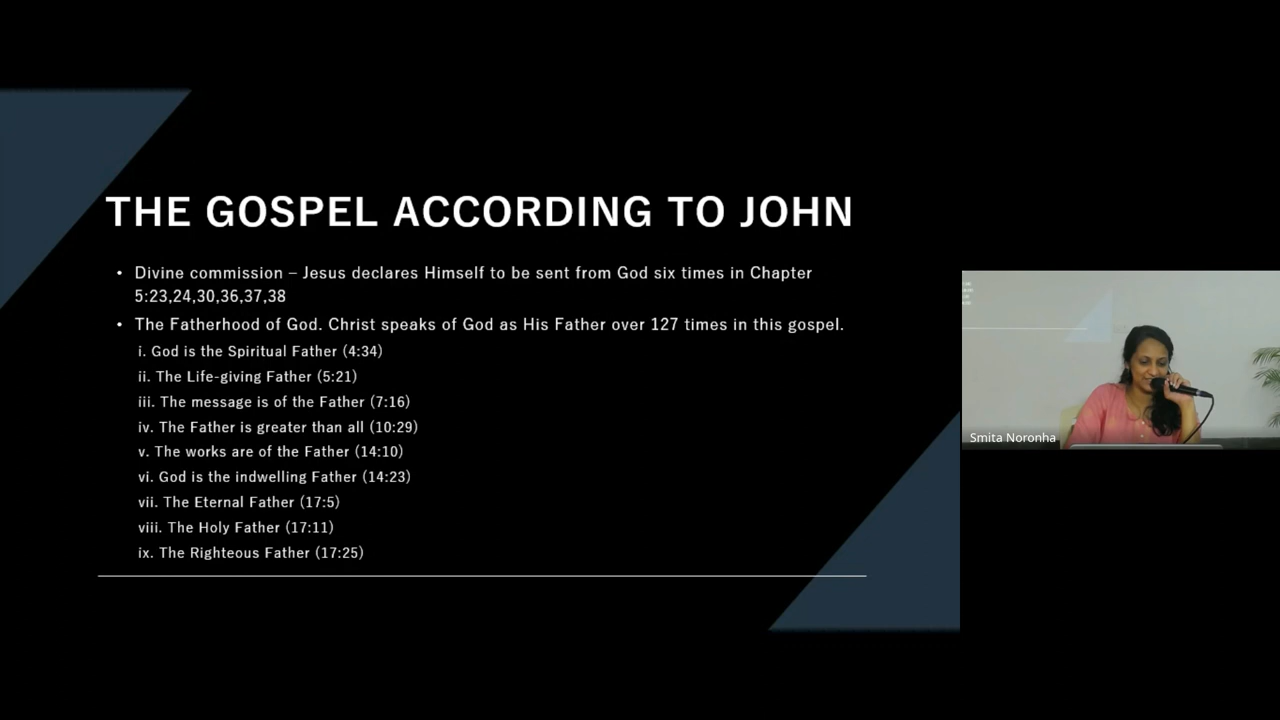 THE GOSPEL ACCORDING TO JOHN
• Divine commission – Jesus declares Himself to be sent from God six times in Chapter
5:23,24,30,36,37,38
• The Fatherhood of God. Christ speaks of God as His Father over 127 times in this gospel.
i. God is the Spiritual Father (4:34)
ii. The Life-giving Father (5:21)
iii. The message is of the Father (7:16)
iv. The Father is greater than all (10:29)
v. The works are of the Father (14:10)
vi. God is the indwelling Father (14:23)
vii. The Eternal Father (17:5)
viii. The Holy Father (17:11)
ix. The Righteous Father (17:25)
Smita Noronha